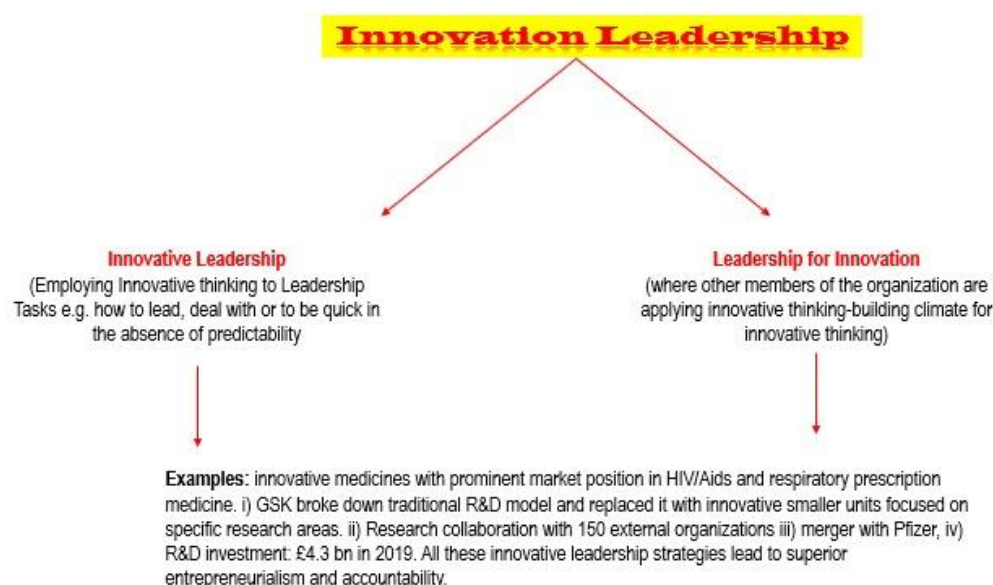 Innovation Leadership
Innovative Leadership
(Employing Innovative thinking to Leadership
Tasks e.g. how to lead, deal with or to be quick in
the absence of predictability
Leadership for Innovation
(where other members of the organization are
applying innovative thinking-building climate for
innovative thinking)
Examples: innovative medicines with prominent market position in HIV/Aids and respiratory prescription
medicine. i) GSK broke down traditional R&D model and replaced it with innovative smaller units focused on
specific research areas. ii) Research collaboration with 150 external organizations iii) merger with Pfizer, iv)
R&D investment: £4.3 bn in 2019. All these innovative leadership strategies lead to superior
entrepreneurialism and accountability.